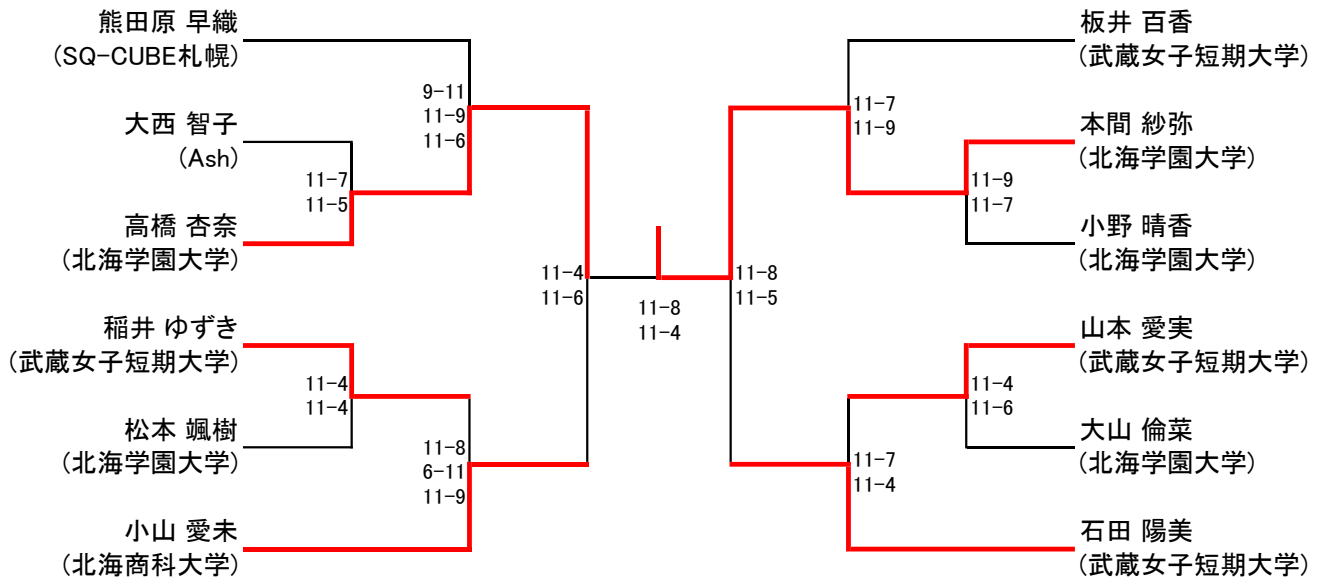 熊田原 早織
(SQ-CUBE札幌)
9-11
11-9
11-6
大西 智子
(Ash)
11-7
11-5
高橋 杏奈
(北海学園大学)
11-4
11-6
稲井 ゆずき
(武蔵女子短期大学)
11-4
11-4
松本 颯樹
(北海学園大学)
11-8
6-11
11-9
小山 愛未
(北海商科大学)
11-8
11-4
板井 百香
(武蔵女子短期大学)
11-7
11-9
本間 紗弥
(北海学園大学)
11-9
11-7
小野 晴香
(北海学園大学)
11-8
11-5
山本 愛実
(武蔵女子短期大学)
11-4
11-6
大山 倫菜
(北海学園大学)
11-7
11-4
石田 陽美
(武蔵女子短期大学)